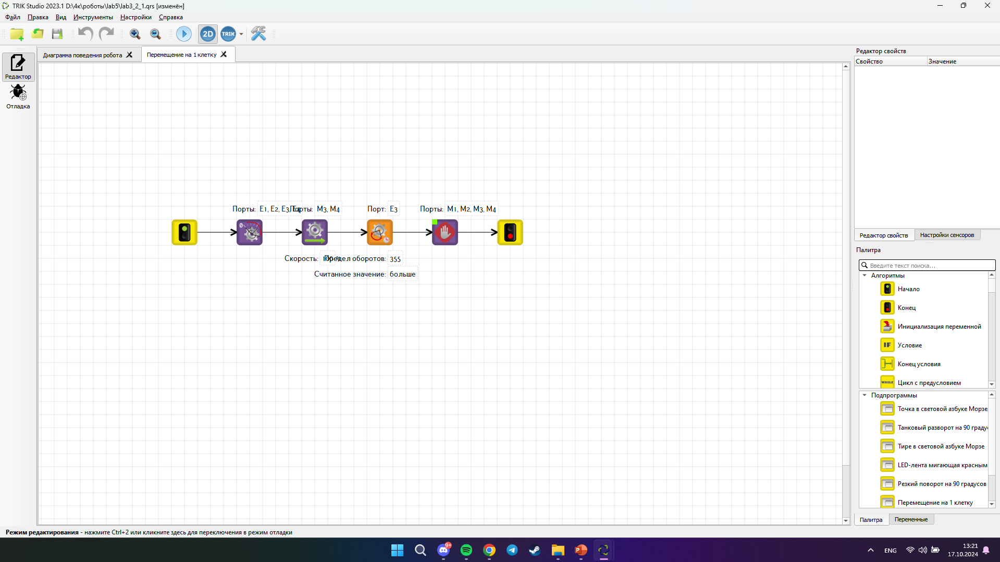 TRIK Studio 2023.1 D:\4к\роботы\lab5\lab3_2_1.qrs [изменён]
Файл Правка Вид Инструменты Настройки Справка
2D TRIK
Диаграмма поведения робота Перемещение на 1 клетку
Редактор
Отладка
Порты: E1, E2, E3, E4 Порты: M3, M4 Порт: E3 Порты: M1, M2, M3, M4
Скорость: 100 % Предел оборотов: 355
Считанное значение: больше
Редактор свойств
Свойство Значение
Редактор свойств Настройки сенсоров
Палитра
Введите текст поиска...
Алгоритмы
Начало
Конец
Инициализация переменной
IF Условие
Конец условия
WHILE Цикл с предусловием
Подпрограммы
Точка в световой азбуке Морзе
Танковый разворот на 90 граду
Тире в световой азбуке Морзе
LED-лента мигающая красным
Резкий поворот на 90 градусов
Перемещение на 1 клетку
Палитра Переменные
Режим редактирования - нажмите Ctrl+2 или кликните здесь для переключения в режим отладки
9+
ENG
13:21
17.10.2024